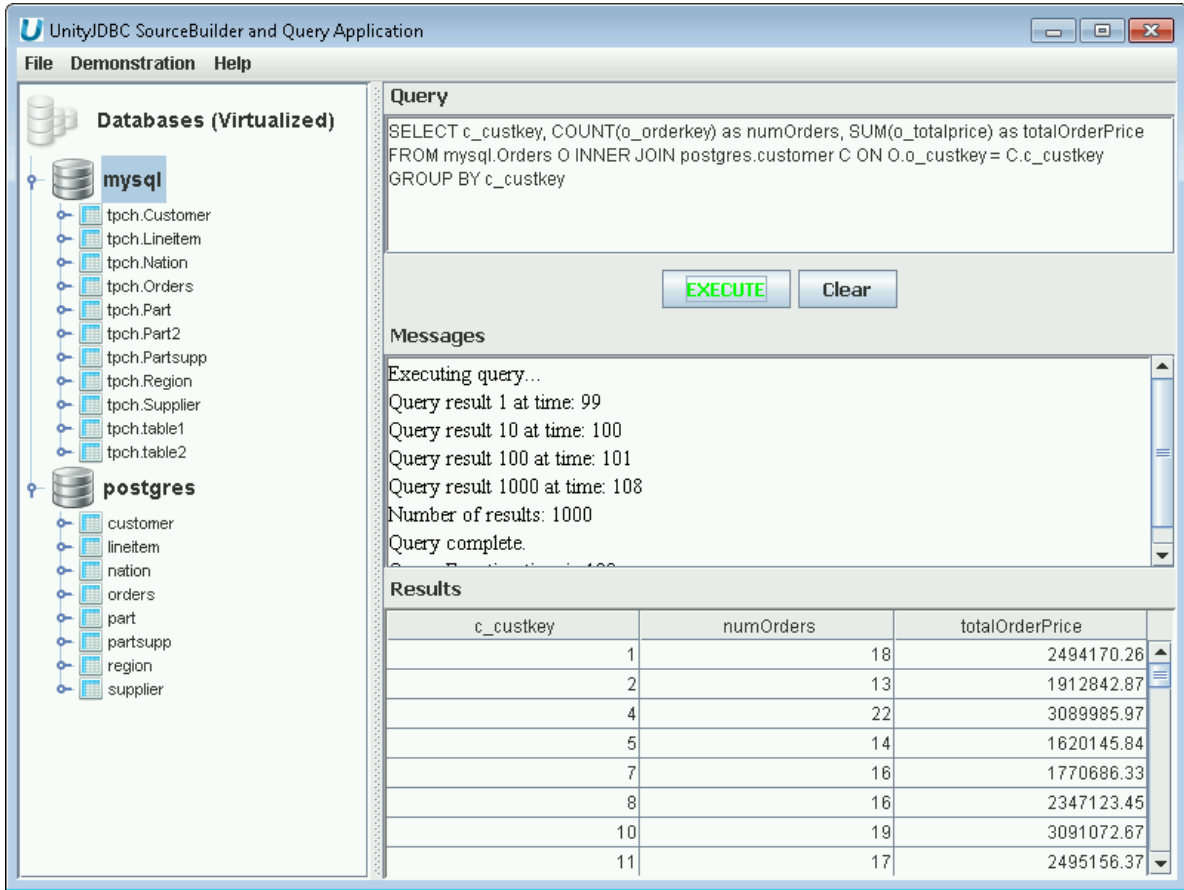 UnityJDBC SourceBuilder and Query Application
File Demonstration Help
Databases (Virtualized)
mysql
tpch.Customer
tpch.Lineitem
tpch.Nation
tpch.Orders
tpch.Part
tpch.Part2
tpch.Partsupp
tpch.Region
tpch.Supplier
tpch.table1
tpch.table2
postgres
customer
lineitem
nation
orders
part
partsupp
region
supplier
Query
SELECT c_custkey, COUNT(o_orderkey) as numOrders, SUM(o_totalprice) as totalOrderPrice
FROM mysql.Orders O INNER JOIN postgres.customer C ON O.o_custkey = C.c_custkey
GROUP BY c_custkey
EXECUTE Clear
Messages
Executing query...
Query result 1 at time: 99
Query result 10 at time: 100
Query result 100 at time: 101
Query result 1000 at time: 108
Number of results: 1000
Query complete.
Results
c_custkey numOrders totalOrderPrice
1 18 2494170.26
2 13 1912842.87
4 22 3089985.97
5 14 1620145.84
7 16 1770686.33
8 16 2347123.45
10 19 3091072.67
11 17 2495156.37